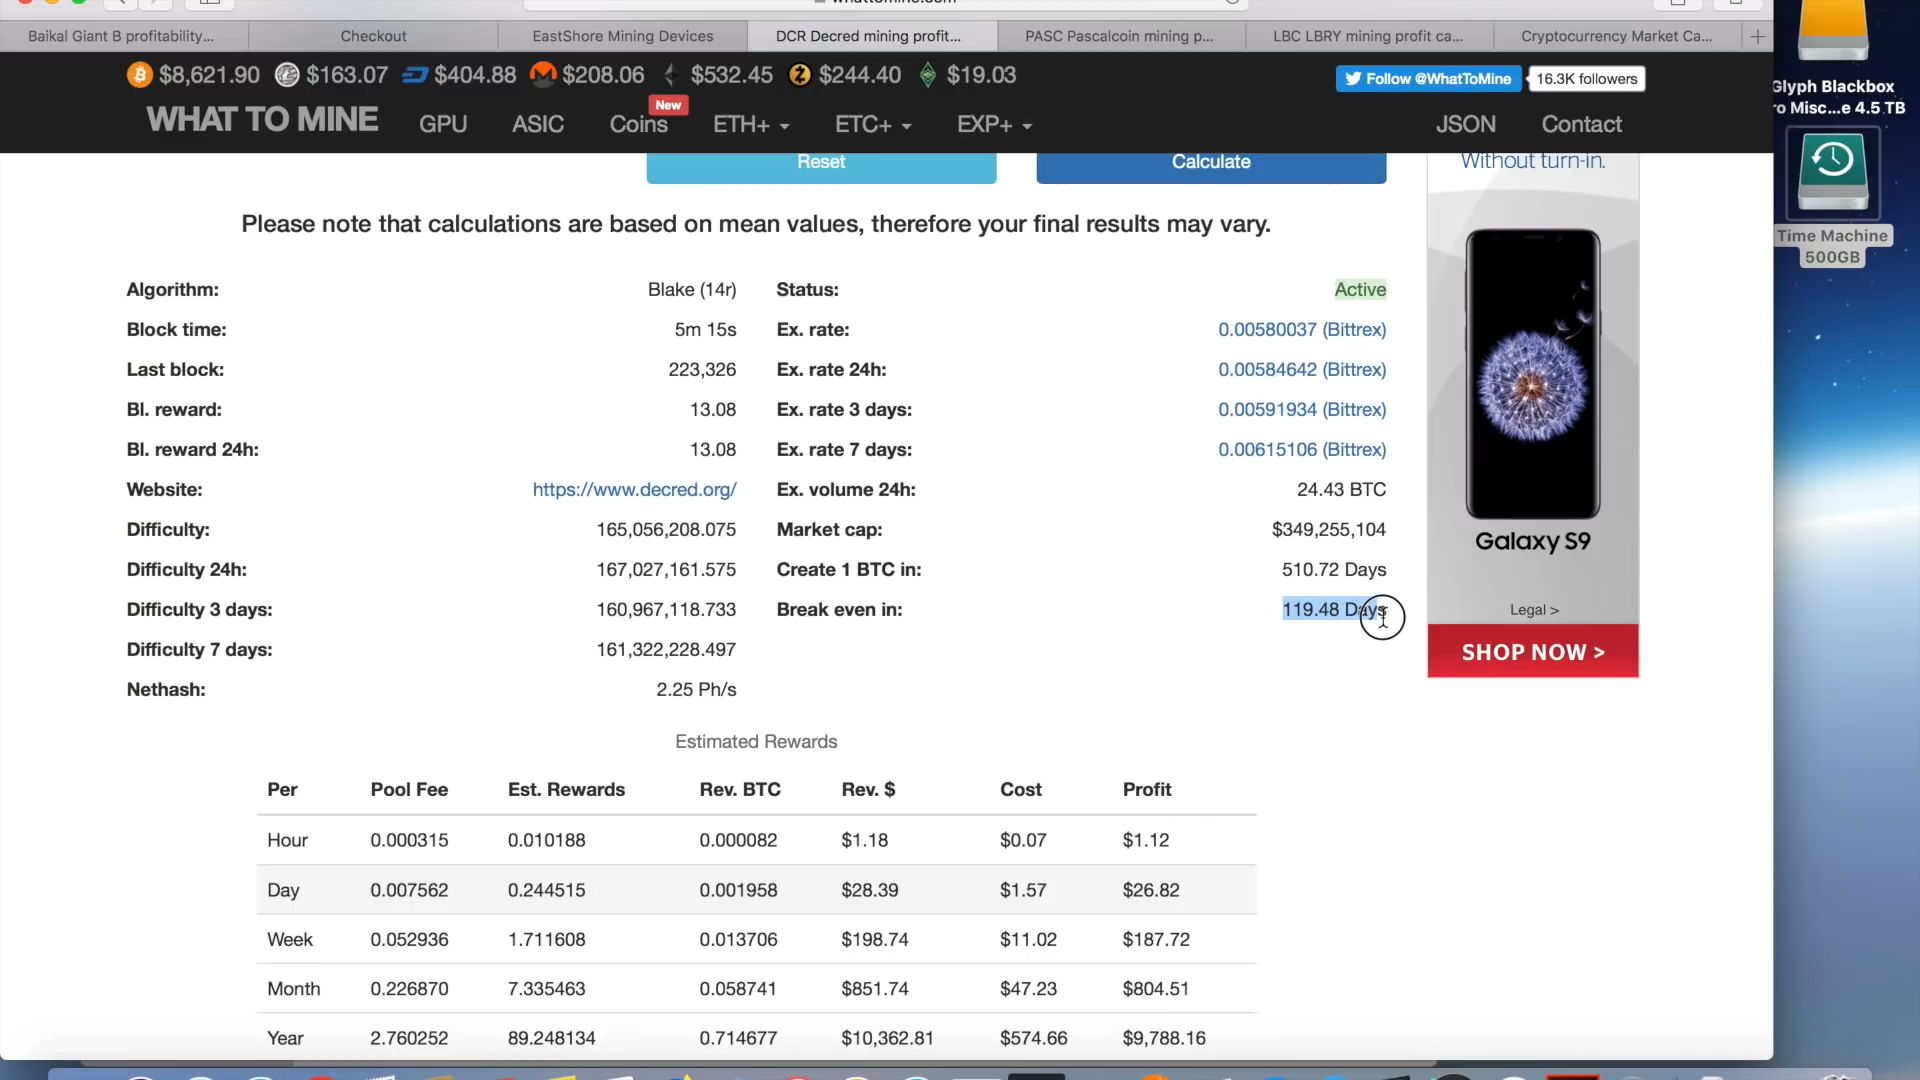 Baikal Giant B profitability...
Checkout
EastShore Mining Devices
DCR Decred mining profit...
PASC Pascalcoin mining p...
LBC LBRY mining profit ca...
Cryptocurrency Market Ca...
$8,621.90 $163.07 $404.88 $208.06 $532.45 $244.40 $19.03
Follow @WhatToMine 16.3K followers
WHAT TO MINE GPU ASIC Coins New ETH+ ETC+ EXP+ JSON Contact
Glyph Blackbox
ro Misc...e 4.5 TB
Time Machine
500GB
Reset Calculate
Without turn-in.
Please note that calculations are based on mean values, therefore your final results may vary.
Algorithm: Blake (14r) Status: Active
Block time: 5m 15s Ex. rate: 0.00580037 (Bittrex)
Last block: 223,326 Ex. rate 24h: 0.00584642 (Bittrex)
Bl. reward: 13.08 Ex. rate 3 days: 0.00591934 (Bittrex)
Bl. reward 24h: 13.08 Ex. rate 7 days: 0.00615106 (Bittrex)
Website: https://www.decred.org/ Ex. volume 24h: 24.43 BTC
Difficulty: 165,056,208.075 Market cap: $349,255,104
Difficulty 24h: 167,027,161.575 Create 1 BTC in: 510.72 Days
Difficulty 3 days: 160,967,118.733 Break even in: 119.48 Days
Difficulty 7 days: 161,322,228.497
Nethash: 2.25 Ph/s
Galaxy S9
Legal >
SHOP NOW >
Estimated Rewards
Per Pool Fee Est. Rewards Rev. BTC Rev. $ Cost Profit
Hour 0.000315 0.010188 0.000082 $1.18 $0.07 $1.12
Day 0.007562 0.244515 0.001958 $28.39 $1.57 $26.82
Week 0.052936 1.711608 0.013706 $198.74 $11.02 $187.72
Month 0.226870 7.335463 0.058741 $851.74 $47.23 $804.51
Year 2.760252 89.248134 0.714677 $10,362.81 $574.66 $9,788.16